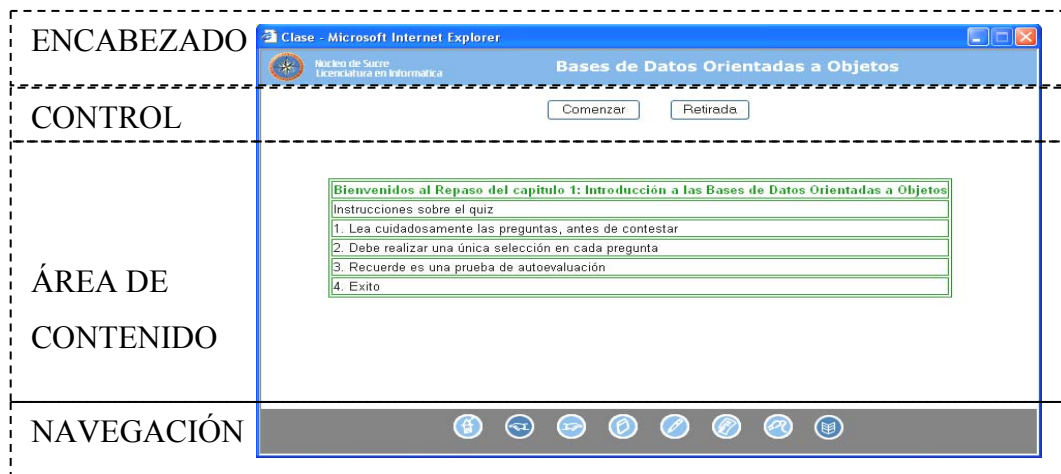 ENCABEZADO
Clase - Microsoft Internet Explorer
Núcleo de Sucre
Licenciatura en Informática
Bases de Datos Orientadas a Objetos
CONTROL
Comenzar Retirada
ÁREA DE
CONTENIDO
Bienvenidos al Repaso del capitulo 1: Introducción a las Bases de Datos Orientadas a Objetos
Instrucciones sobre el quiz
1. Lea cuidadosamente las preguntas, antes de contestar
2. Debe realizar una única selección en cada pregunta
3. Recuerde es una prueba de autoevaluación
4. Exito
NAVEGACIÓN